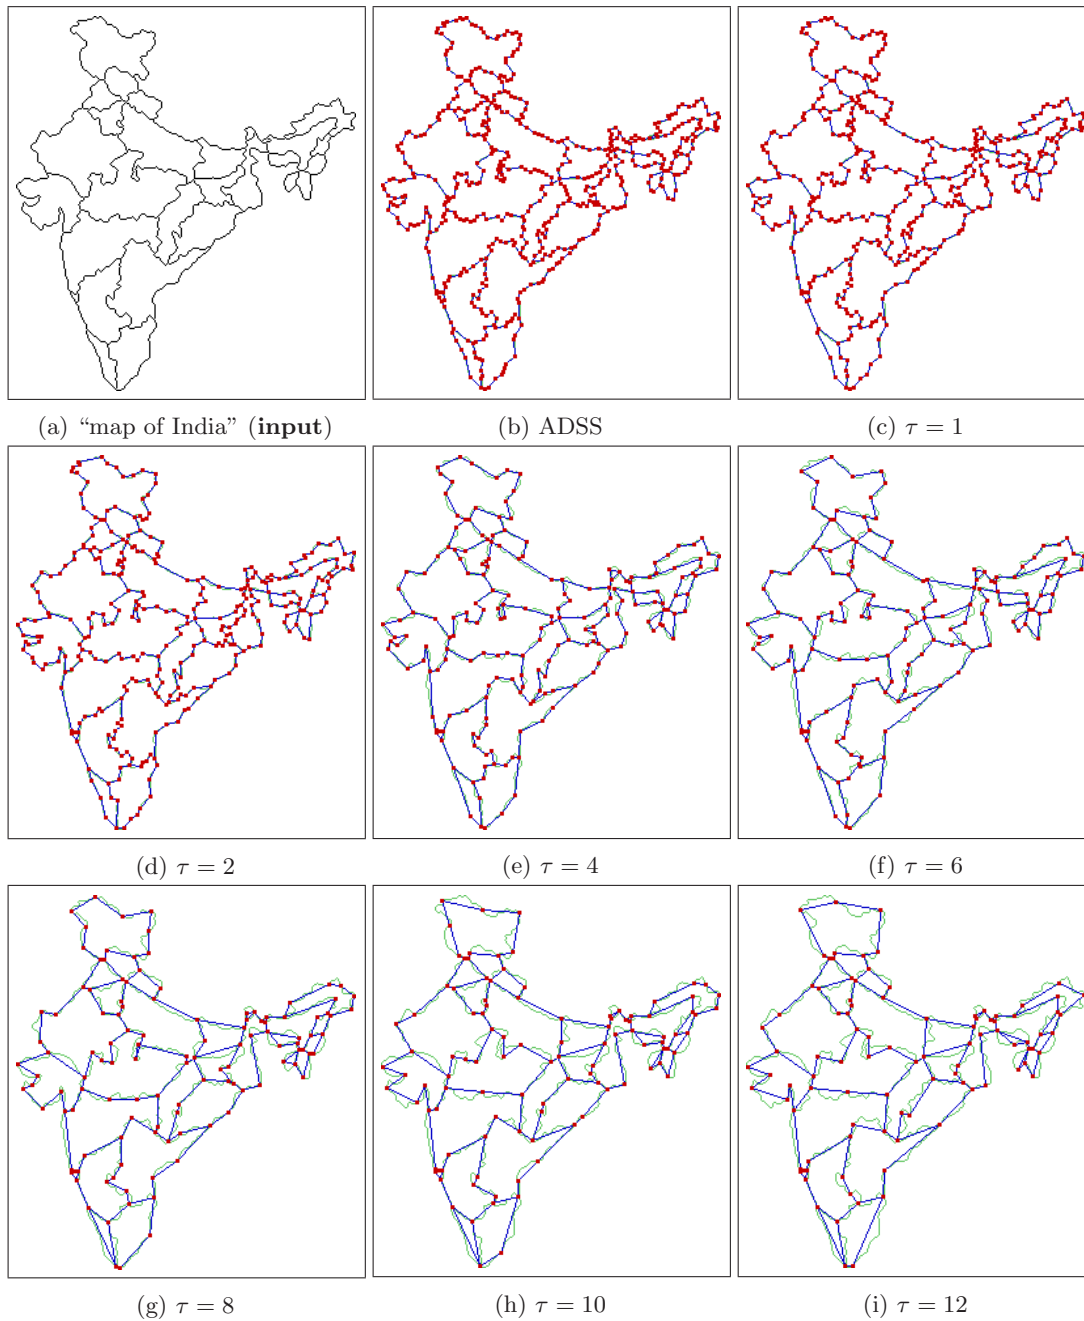 (a) “map of India” (input)
(b) ADSS
(c) τ = 1
(d) τ = 2
(e) τ = 4
(f) τ = 6
(g) τ = 8
(h) τ = 10
(i) τ = 12